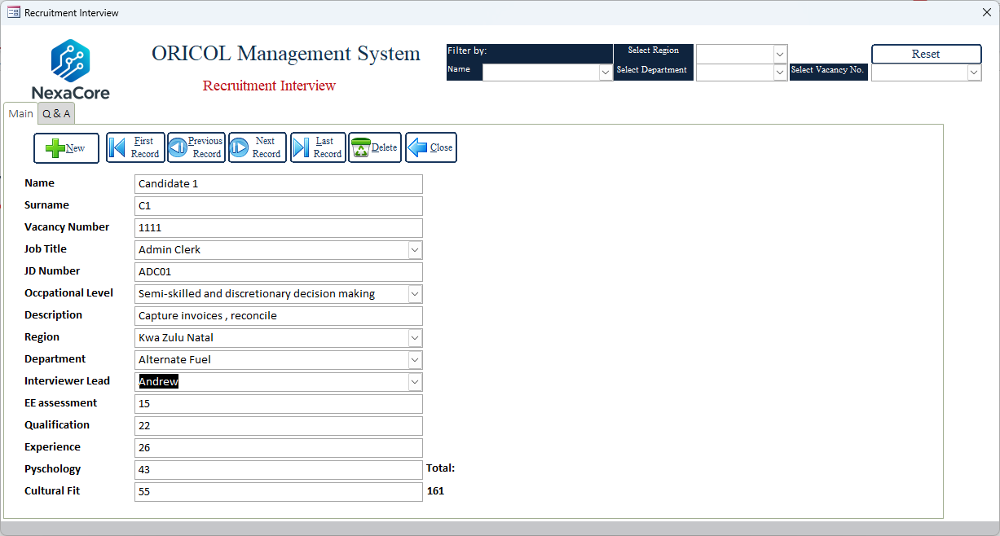 Recruitment Interview
NexaCore
ORICOL Management System
Recruitment Interview
Filter by:
Name
Select Region
Select Department
Select Vacancy No.
Reset
Main
Q & A
New
First Record
Previous Record
Next Record
Last Record
Delete
Close
Name Candidate 1
Surname C1
Vacancy Number 1111
Job Title Admin Clerk
JD Number ADC01
Occpational Level Semi-skilled and discretionary decision making
Description Capture invoices , reconcile
Region Kwa Zulu Natal
Department Alternate Fuel
Interviewer Lead Andrew
EE assessment 15
Qualification 22
Experience 26
Pyschology 43 Total:
Cultural Fit 55 161